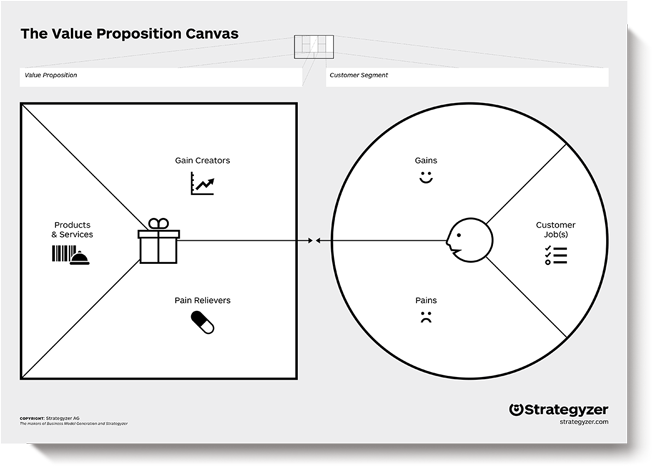 The Value Proposition Canvas
Value Proposition
Customer Segment
Gain Creators
Gains
Products
& Services
Customer
Job(s)
Pain Relievers
Pains
Strategyzer
COPYRIGHT: Strategyzer AG
The makers of Business Model Generation and Strategyzer
strategyzer.com